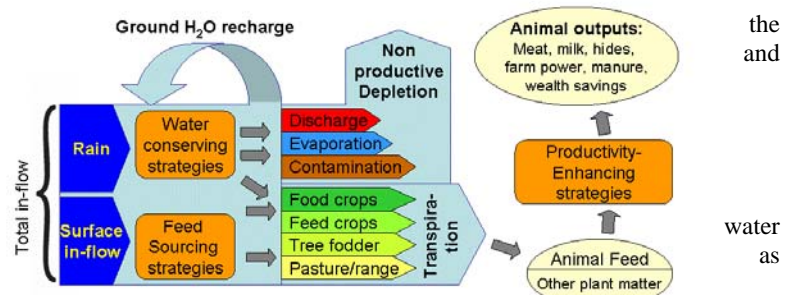 Ground H₂O recharge
Total in-flow
Rain
Surface
in-flow
Water
conserving
strategies
Feed
Sourcing
strategies
Non
productive
Depletion
Discharge
Evaporation
Contamination
Food crops
Feed crops
Tree fodder
Pasture/range
Transpira-
tion
Animal outputs:
Meat, milk, hides,
farm power, manure,
wealth savings
Productivity-
Enhancing
strategies
Animal Feed
Other plant matter
the
and
water
as